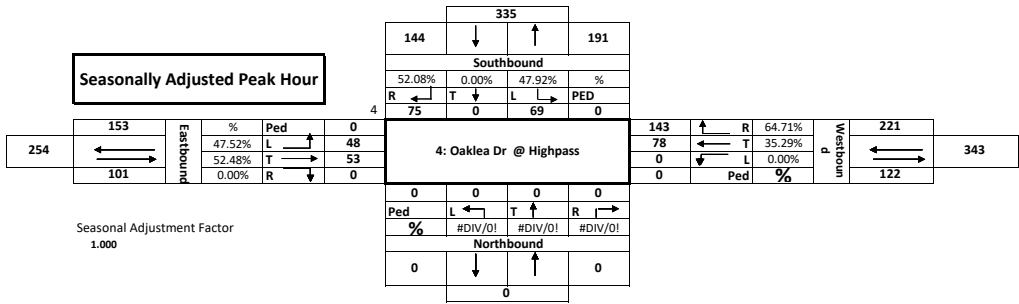 335
144 191
Southbound
Seasonally Adjusted Peak Hour
52.08% 0.00% 47.92% %
R T L PED
4 75 0 69 0
153 Eastbound % Ped 0
254 47.52% L 48
52.48% T 53
101 0.00% R 0
4: Oaklea Dr @ Highpass
143 R 64.71% Westboun
d 221
78 T 35.29% 343
0 L 0.00% 122
0 Ped %
0 0 0 0
Ped L T R
% #DIV/0! #DIV/0! #DIV/0!
Northbound
0 0
0
Seasonal Adjustment Factor
1.000